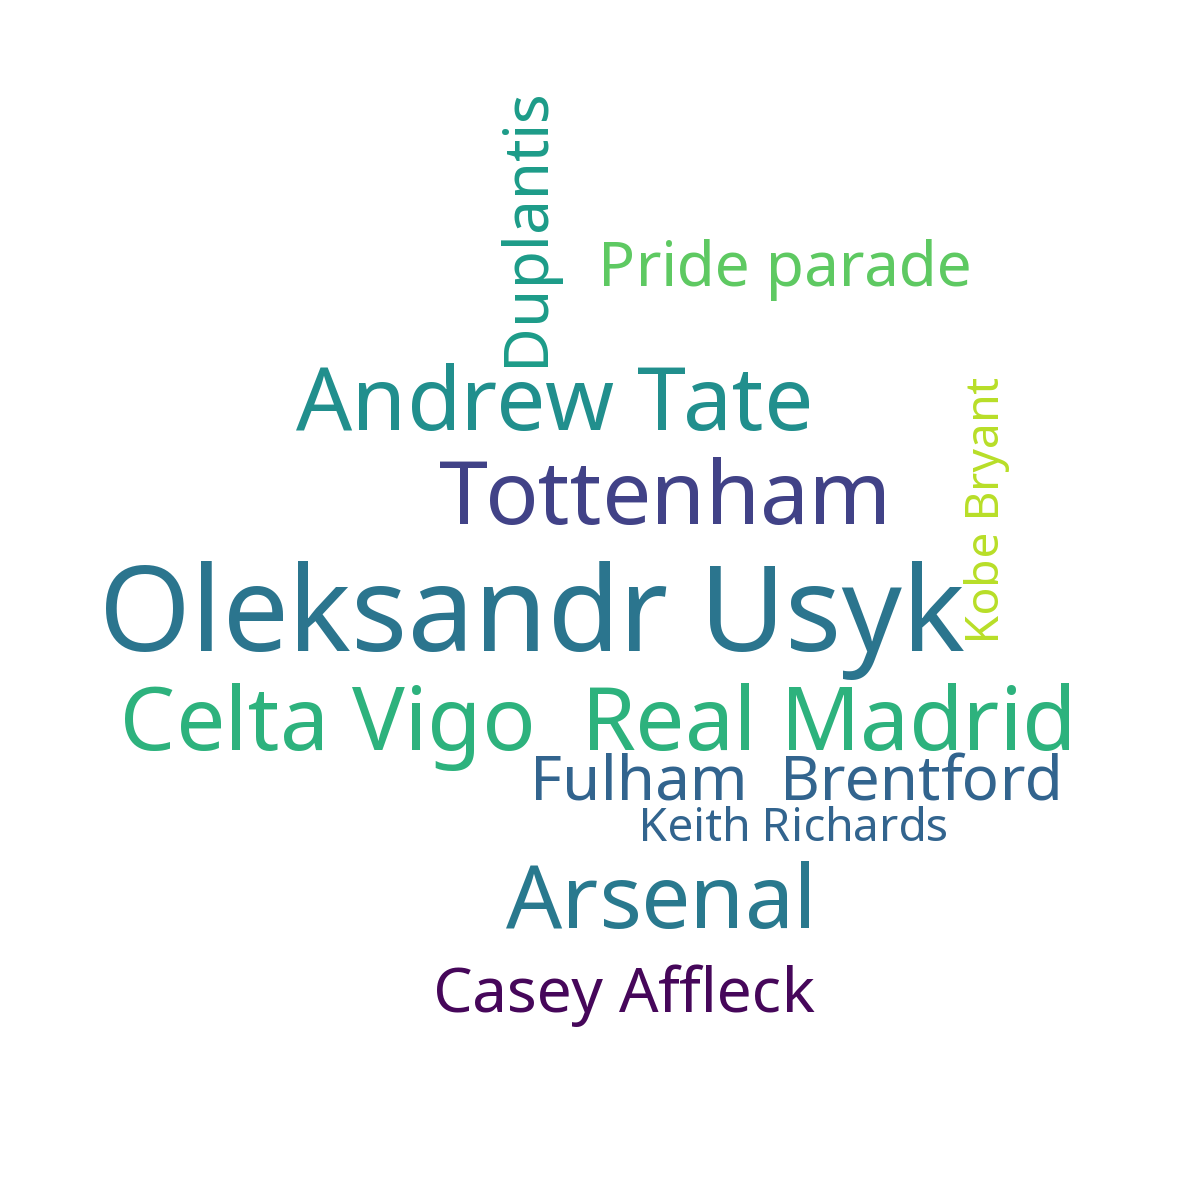 Duplantis
Pride parade
Andrew Tate
Kobe Bryant
Tottenham
Oleksandr Usyk
Celta Vigo Real Madrid
Fulham Brentford
Keith Richards
Arsenal
Casey Affleck